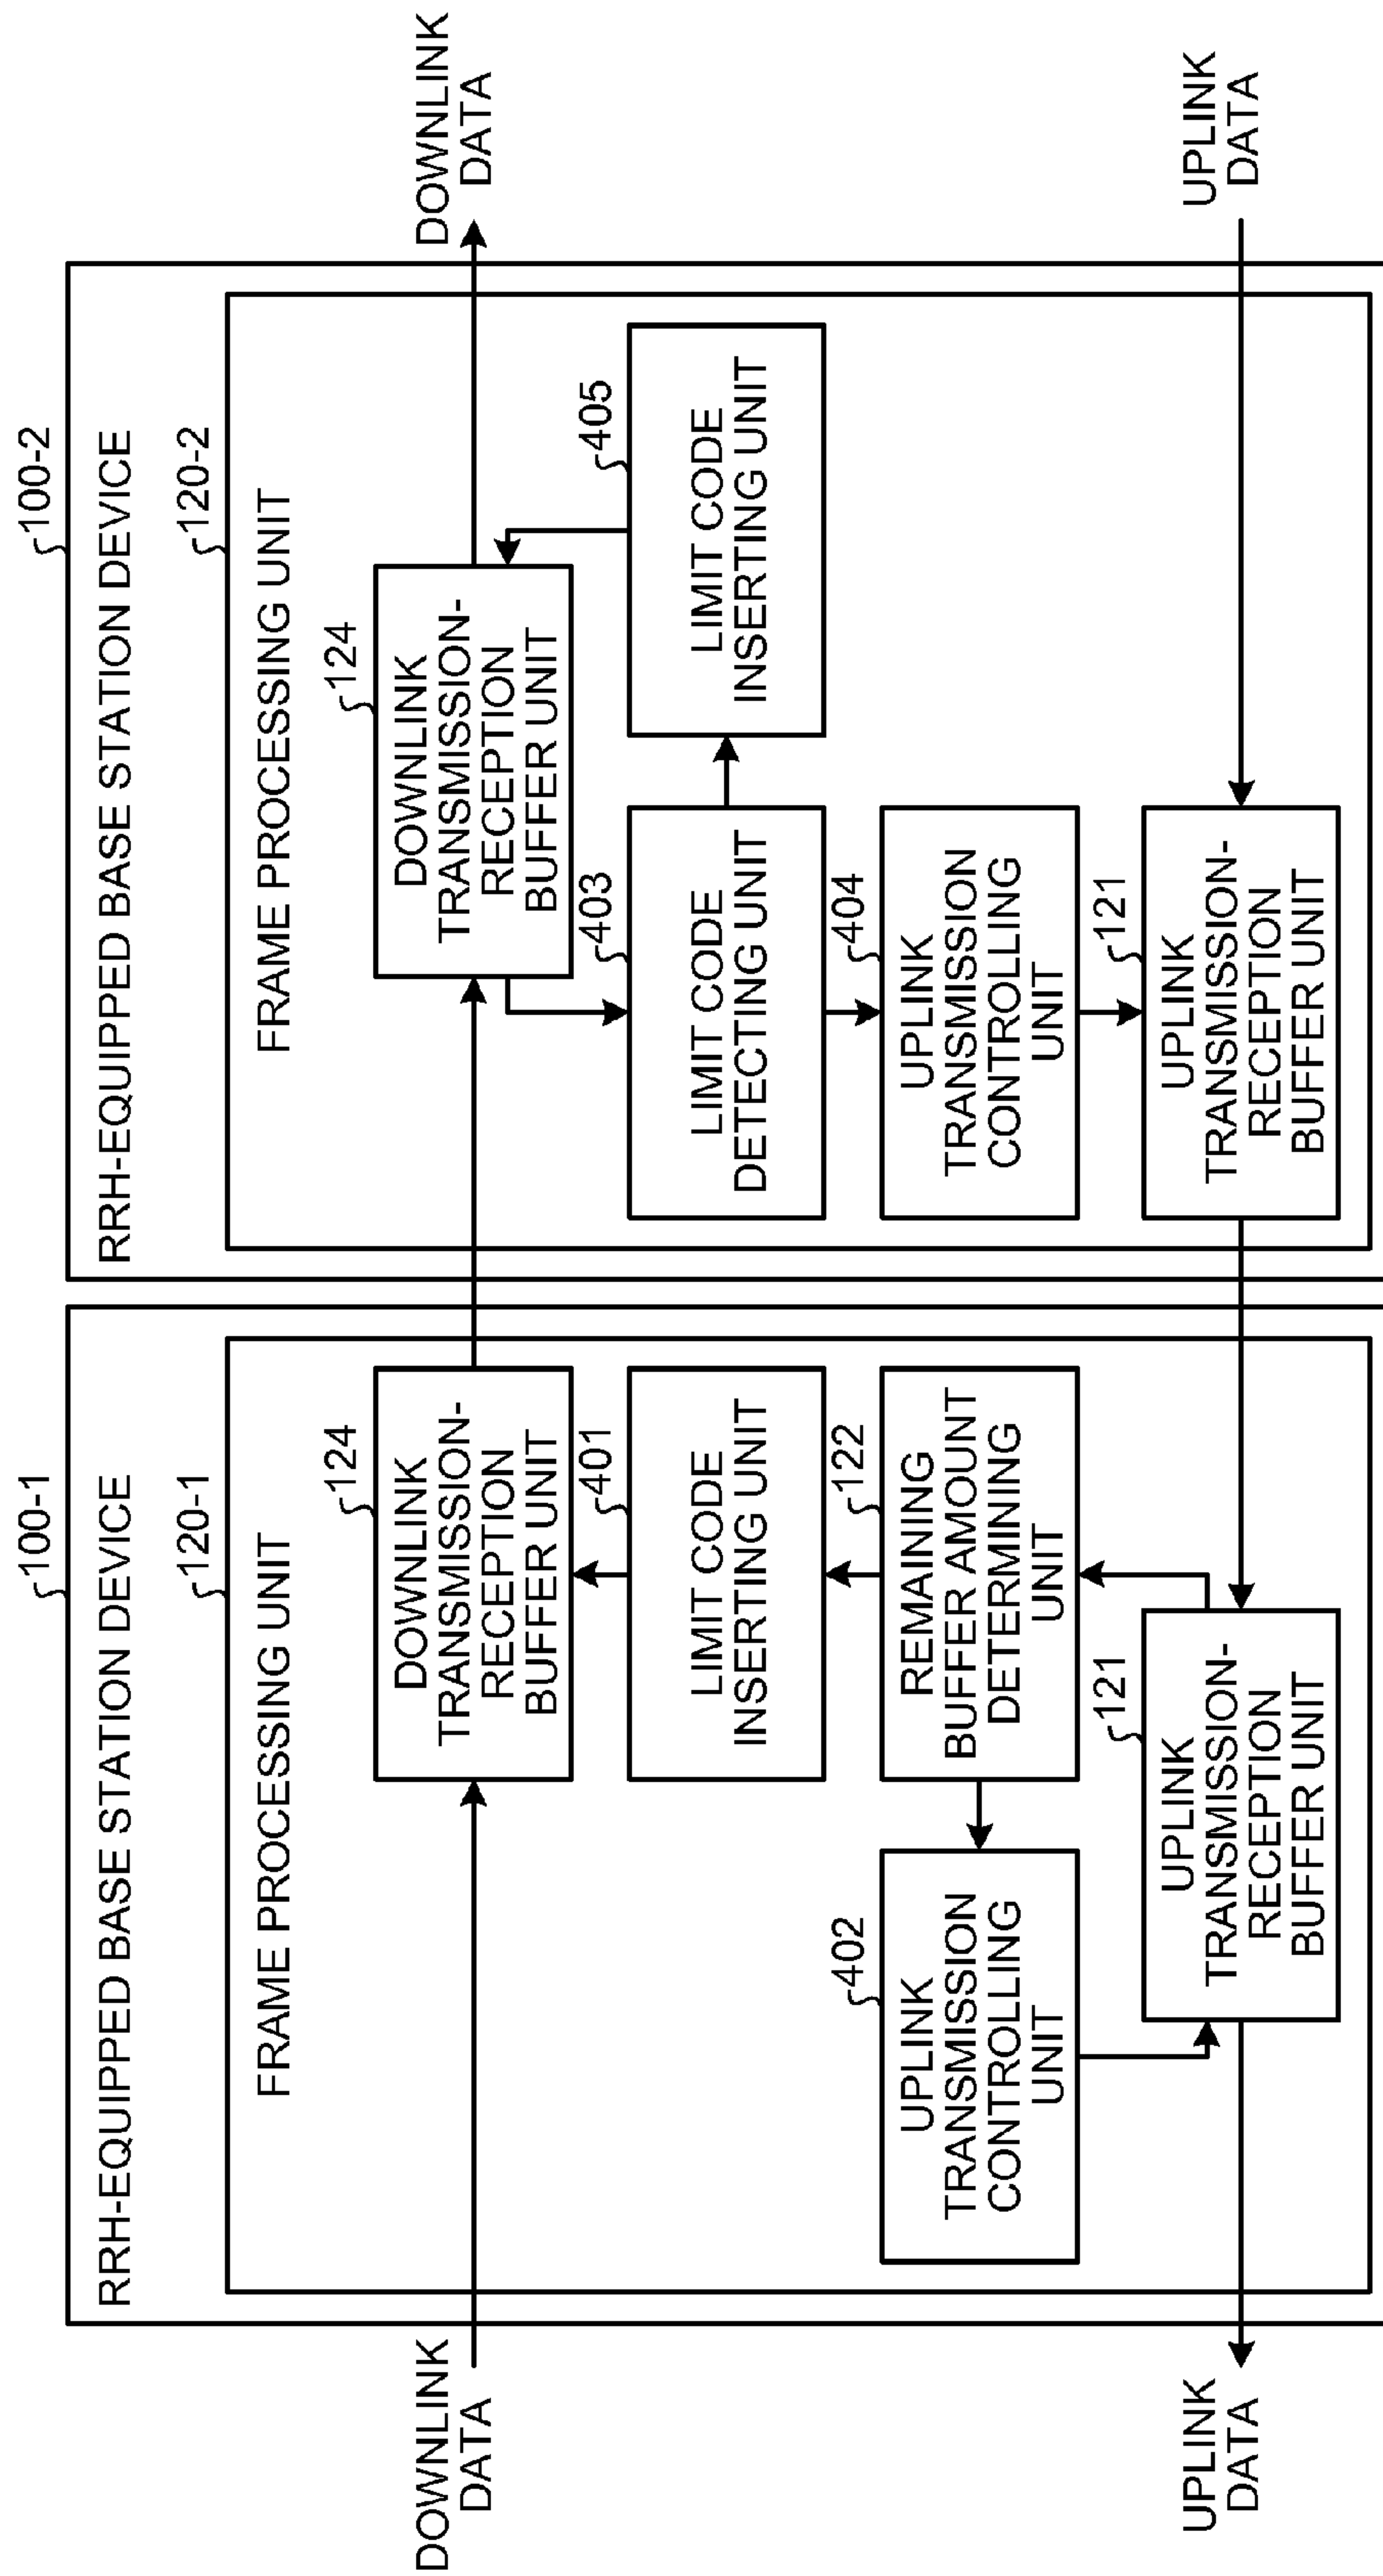 100-1
RRH-EQUIPPED BASE STATION DEVICE
120-1
FRAME PROCESSING UNIT
DOWNLINK
DATA
124
DOWNLINK
TRANSMISSION-
RECEPTION
BUFFER UNIT
401
LIMIT CODE
INSERTING UNIT
122
REMAINING
BUFFER AMOUNT
DETERMINING
UNIT
402
UPLINK
TRANSMISSION
CONTROLLING
UNIT
121
UPLINK
TRANSMISSION-
RECEPTION
BUFFER UNIT
UPLINK
DATA
100-2
RRH-EQUIPPED BASE STATION DEVICE
120-2
FRAME PROCESSING UNIT
124
DOWNLINK
TRANSMISSION-
RECEPTION
BUFFER UNIT
DOWNLINK
DATA
403
LIMIT CODE
DETECTING UNIT
405
LIMIT CODE
INSERTING UNIT
404
UPLINK
TRANSMISSION
CONTROLLING
UNIT
121
UPLINK
TRANSMISSION-
RECEPTION
BUFFER UNIT
UPLINK
DATA